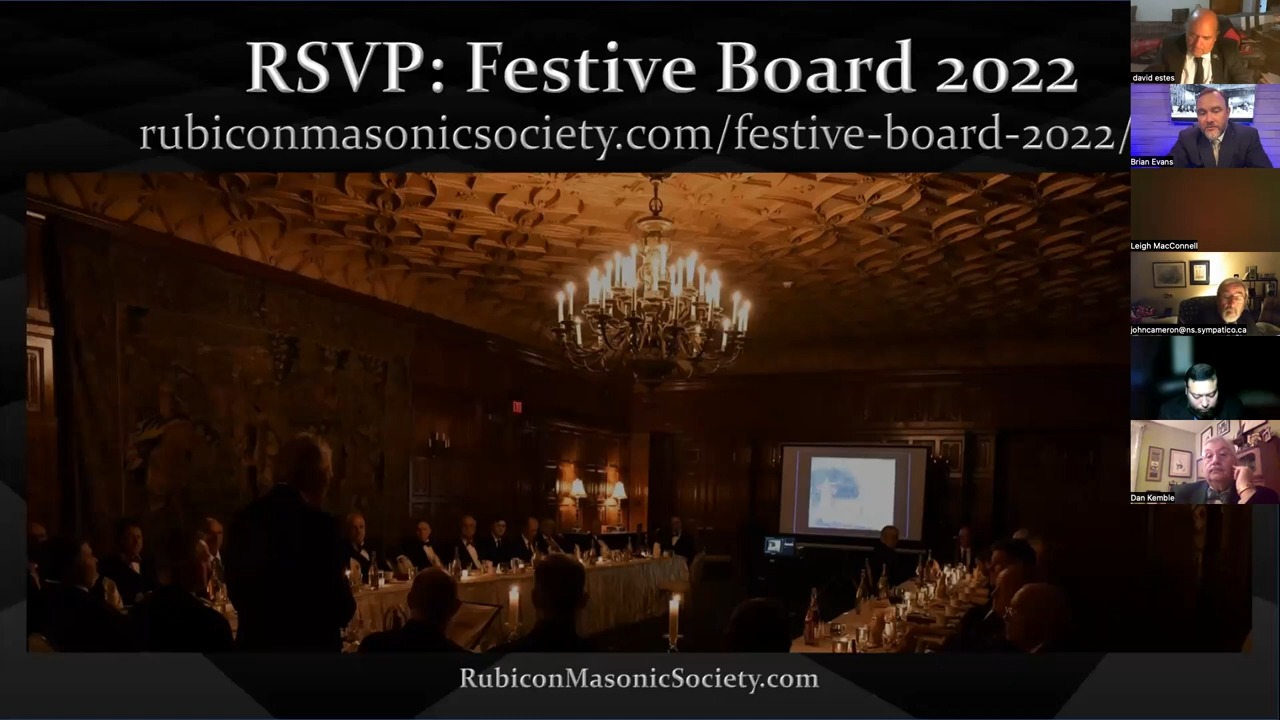 RSVP: Festive Board 2022
rubiconmasonicsociety.com/festive-board-2022/
david estes
Brian Evans
Leigh MacConnell
johncameron@ns.sympatico.ca
Dan Kemble
RubiconMasonicSociety.com